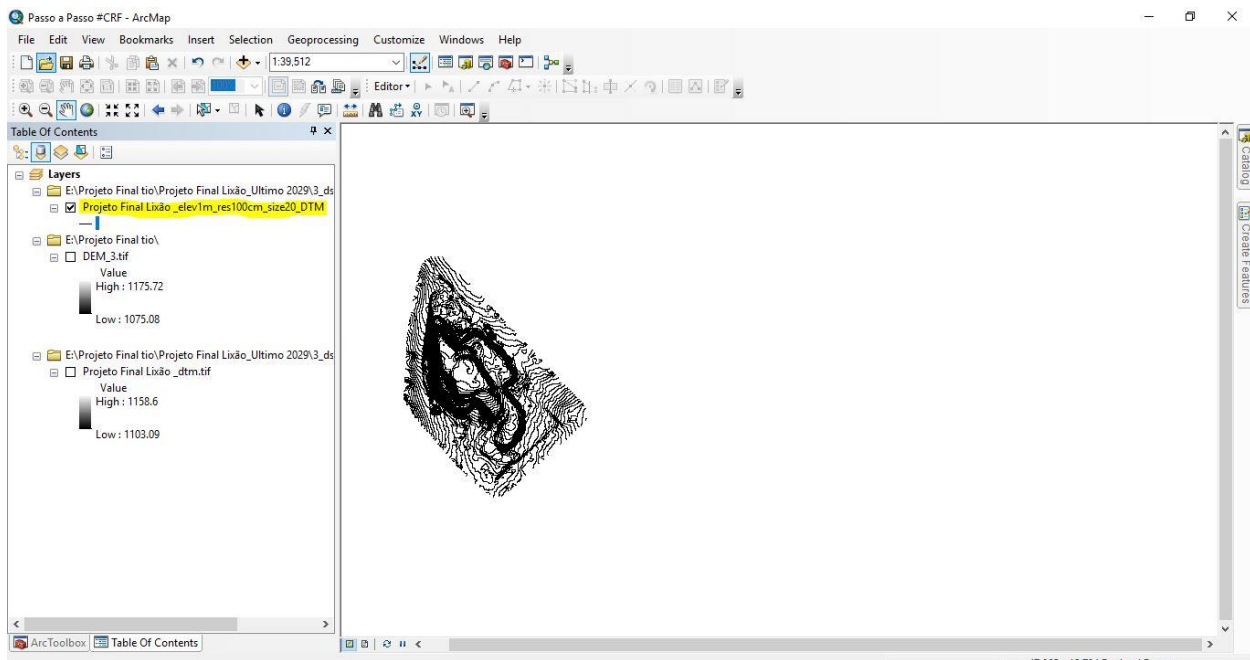 Passo a Passo #CRF - ArcMap
File Edit View Bookmarks Insert Selection Geoprocessing Customize Windows Help
1:39,512
Editor
Table Of Contents
Layers
E:\Projeto Final tio\Projeto Final Lixão_Ultimo 2029\3_ds
Projeto Final Lixão _elev1m_res100cm_size20_DTM
E:\Projeto Final tio\
DEM_3.tif
Value
High : 1175.72
Low : 1075.08
E:\Projeto Final tio\Projeto Final Lixão_Ultimo 2029\3_ds
Projeto Final Lixão _dtm.tif
Value
High : 1158.6
Low : 1103.09
ArcToolbox Table Of Contents
Catalog
Create Features